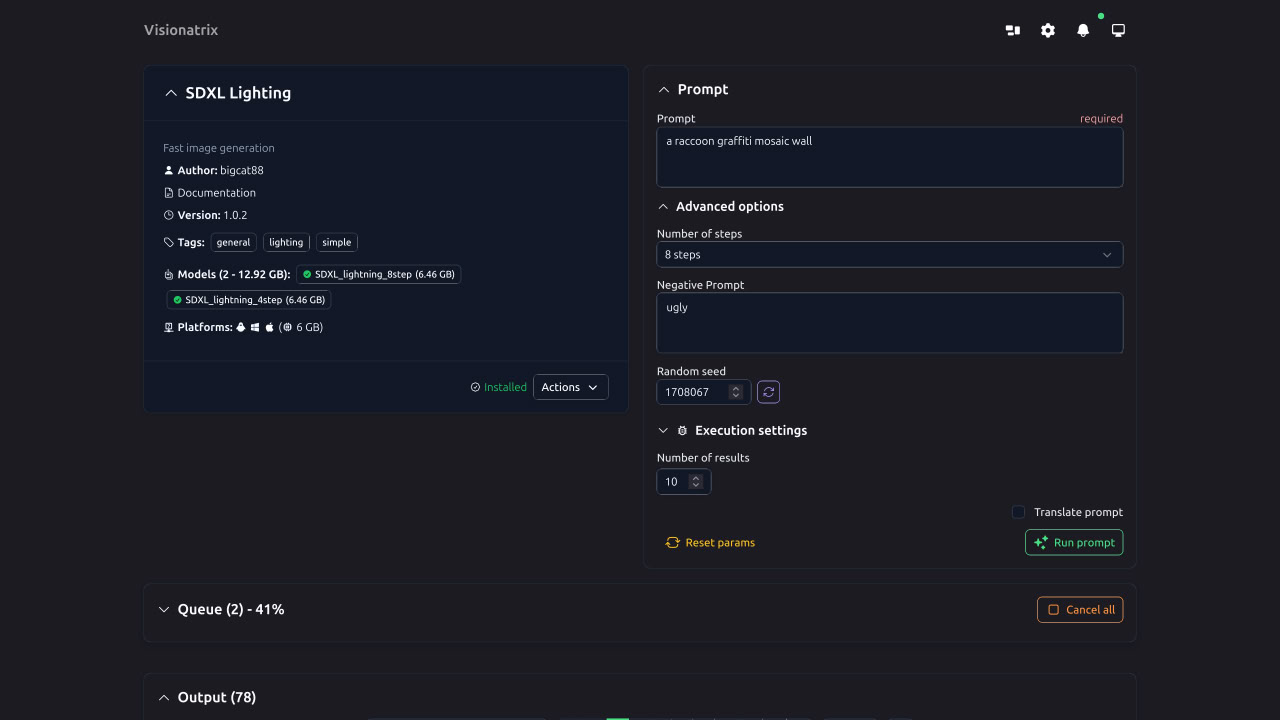 Visionatrix
SDXL Lighting
Fast image generation
Author: bigcat88
Documentation
Version: 1.0.2
Tags: general lighting simple
Models (2 - 12.92 GB): SDXL_lightning_8step (6.46 GB)
SDXL_lightning_4step (6.46 GB)
Platforms: ( 6 GB)
Installed Actions
Prompt
Prompt required
a raccoon graffiti mosaic wall
Advanced options
Number of steps
8 steps
Negative Prompt
ugly
Random seed
1708067
Execution settings
Number of results
10
Translate prompt
Reset params Run prompt
Queue (2) - 41% Cancel all
Output (78)